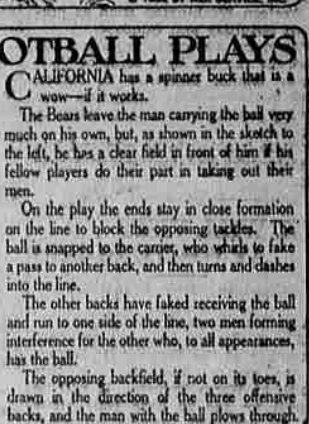 OTBALL PLAYS
CALIFORNIA has a spinner buck that is a
wow—if it works.
The Bears leave the man carrying the ball very
much on his own, but, as shown in the sketch to
the left, he has a clear field in front of him if his
fellow players do their part in taking out their
men.
On the play the ends stay in close formation
on the line to block the opposing tackles. The
ball is snapped to the carrier, who whirls to fake
a pass to another back, and then turns and dashes
into the line.
The other backs have faked receiving the ball
and run to one side of the line, two men forming
interference for the other who, to all appearances,
has the ball.
The opposing backfield, if not on its toes, is
drawn in the direction of the three offensive
backs, and the man with the ball plows through.